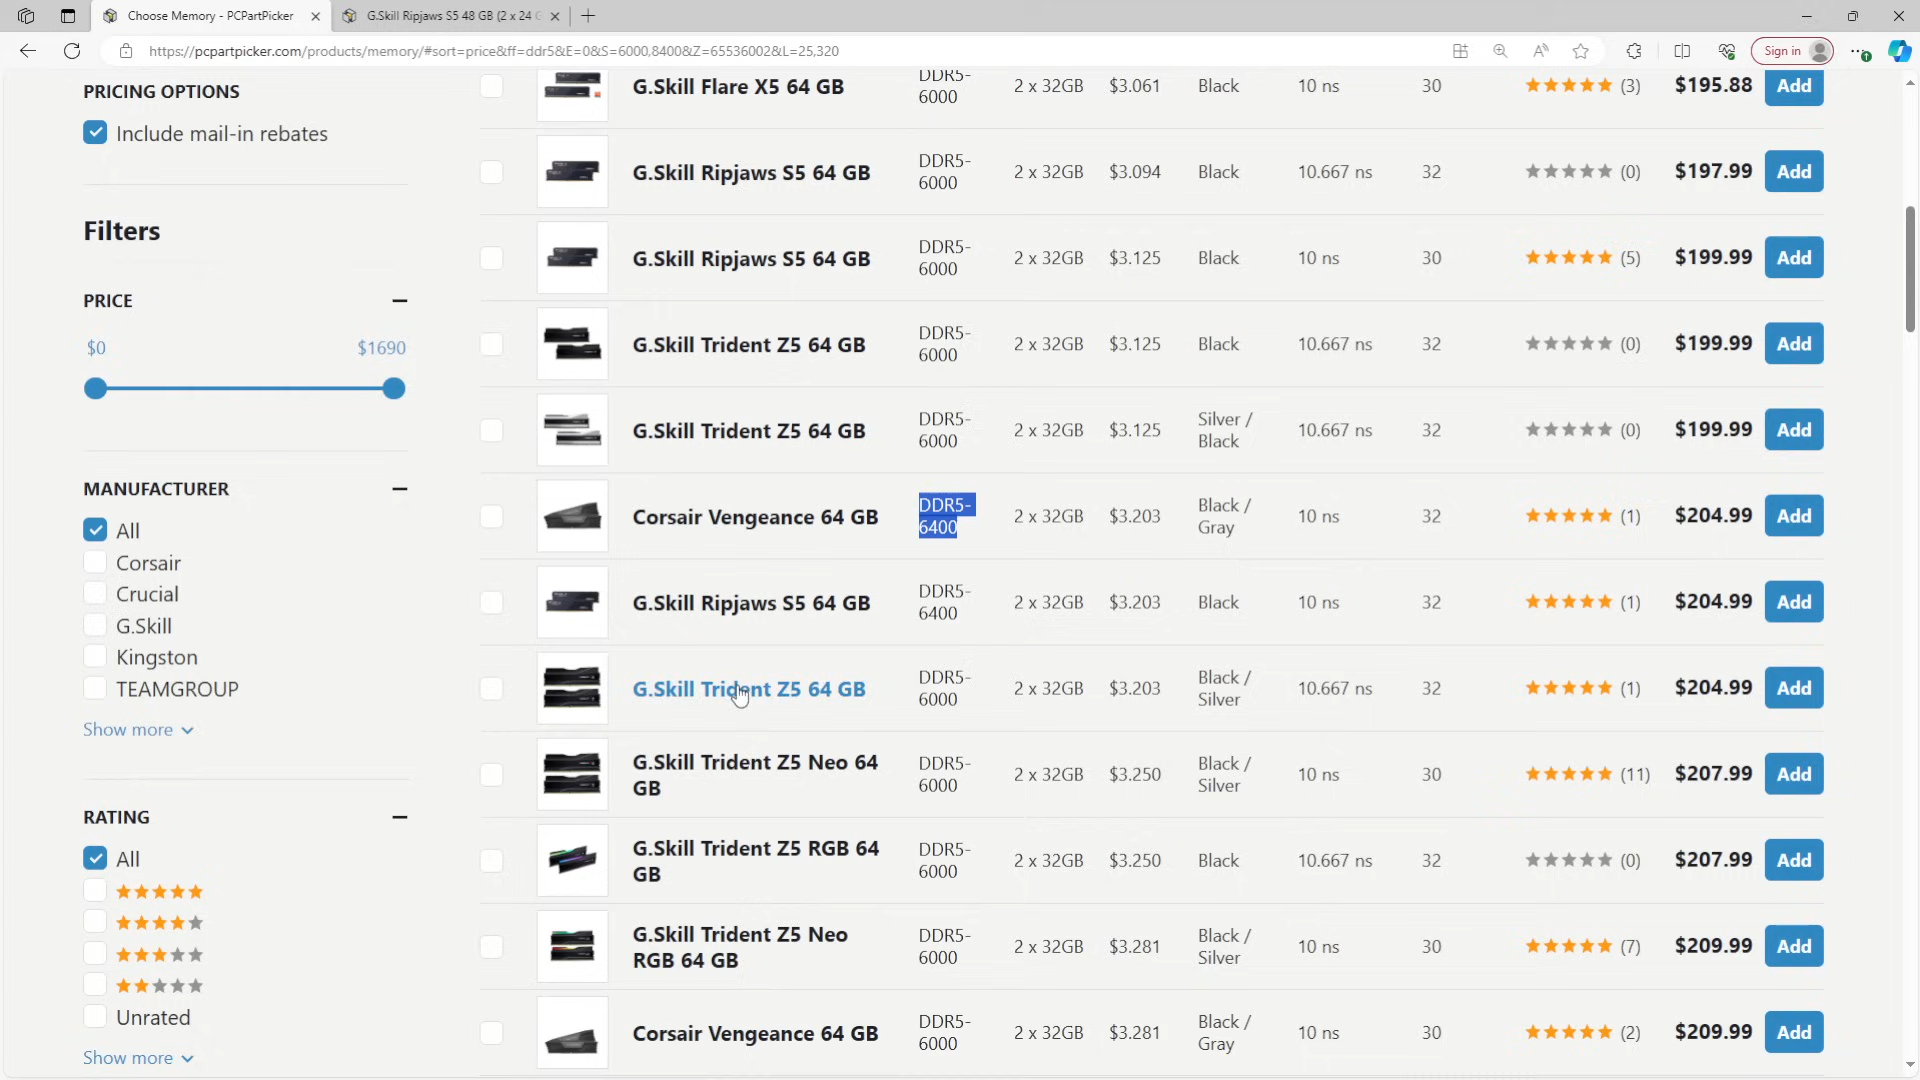 Choose Memory - PCPartPicker
G.Skill Ripjaws S5 48 GB (2 x 24 G
https://pcpartpicker.com/products/memory/#sort=price&ff=ddr5&E=0&S=6000,8400&Z=65536002&L=25,320
Sign in
PRICING OPTIONS
Include mail-in rebates
Filters
PRICE
$0 $1690
MANUFACTURER
All
Corsair
Crucial
G.Skill
Kingston
TEAMGROUP
Show more
RATING
All
Unrated
Show more
G.Skill Flare X5 64 GB DDR5- 2 x 32GB $3.061 Black 10 ns 30 (3) $195.88 Add
6000
G.Skill Ripjaws S5 64 GB DDR5- 2 x 32GB $3.094 Black 10.667 ns 32 (0) $197.99 Add
6000
G.Skill Ripjaws S5 64 GB DDR5- 2 x 32GB $3.125 Black 10 ns 30 (5) $199.99 Add
6000
G.Skill Trident Z5 64 GB DDR5- 2 x 32GB $3.125 Black 10.667 ns 32 (0) $199.99 Add
6000
G.Skill Trident Z5 64 GB DDR5- 2 x 32GB $3.125 Silver / 10.667 ns 32 (0) $199.99 Add
6000 Black
Corsair Vengeance 64 GB DDR5- 2 x 32GB $3.203 Black / 10 ns 32 (1) $204.99 Add
6400 Gray
G.Skill Ripjaws S5 64 GB DDR5- 2 x 32GB $3.203 Black 10 ns 32 (1) $204.99 Add
6400
G.Skill Trident Z5 64 GB DDR5- 2 x 32GB $3.203 Black / 10.667 ns 32 (1) $204.99 Add
6000 Silver
G.Skill Trident Z5 Neo 64 DDR5- 2 x 32GB $3.250 Black / 10 ns 30 (11) $207.99 Add
GB 6000 Silver
G.Skill Trident Z5 RGB 64 DDR5- 2 x 32GB $3.250 Black 10.667 ns 32 (0) $207.99 Add
GB 6000
G.Skill Trident Z5 Neo DDR5- 2 x 32GB $3.281 Black / 10 ns 30 (7) $209.99 Add
RGB 64 GB 6000 Silver
Corsair Vengeance 64 GB DDR5- 2 x 32GB $3.281 Black / 10 ns 30 (2) $209.99 Add
6000 Gray